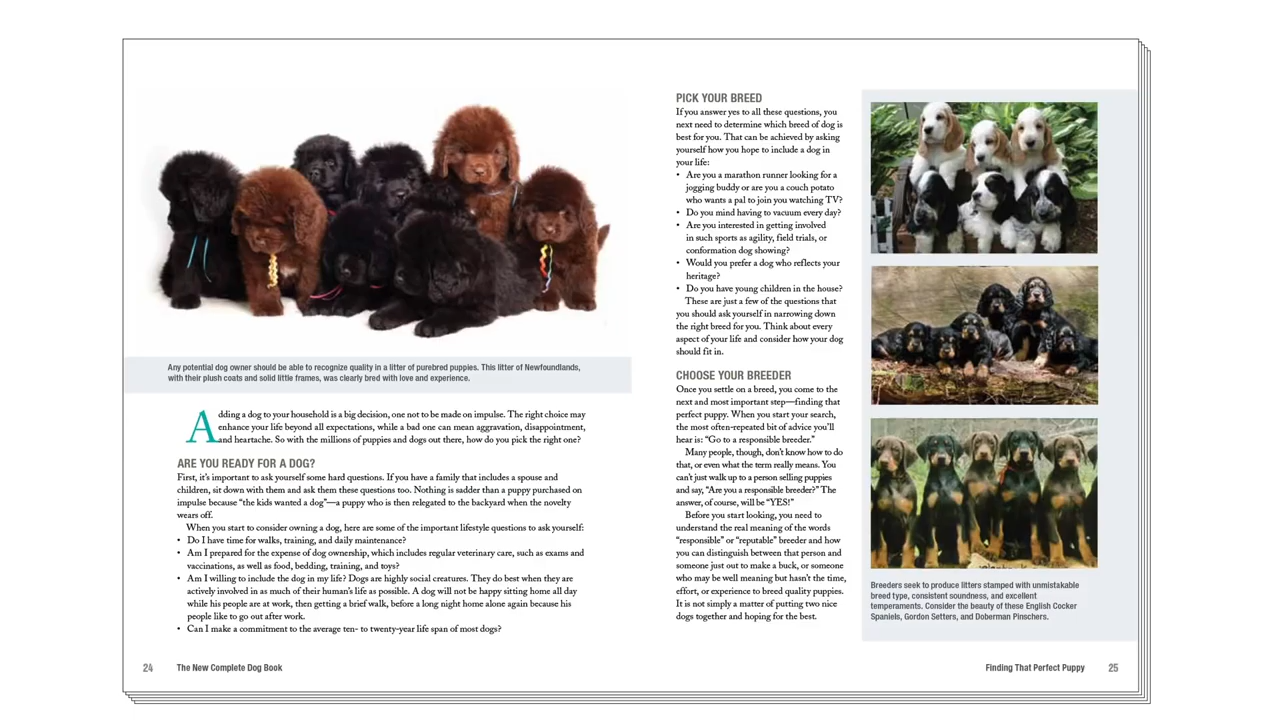 Any potential dog owner should be able to recognize quality in a litter of purebred puppies. This litter of Newfoundlands,
with their plush coats and solid little frames, was clearly bred with love and experience.
Adding a dog to your household is a big decision, one not to be made on impulse. The right choice may
enhance your life beyond all expectations, while a bad one can mean aggravation, disappointment,
and heartache. So with the millions of puppies and dogs out there, how do you pick the right one?
ARE YOU READY FOR A DOG?
First, it's important to ask yourself some hard questions. If you have a family that includes a spouse and
children, sit down with them and ask them these questions too. Nothing is sadder than a puppy purchased on
impulse because “the kids wanted a dog”—a puppy who is then relegated to the backyard when the novelty
wears off.
When you start to consider owning a dog, here are some of the important lifestyle questions to ask yourself:
• Do I have time for walks, training, and daily maintenance?
• Am I prepared for the expense of dog ownership, which includes regular veterinary care, such as exams and
vaccinations, as well as food, bedding, training, and toys?
• Am I willing to include the dog in my life? Dogs are highly social creatures. They do best when they are
actively involved in as much of their human's life as possible. A dog will not be happy sitting home all day
while his people are at work, then getting a brief walk, before a long night home alone again because his
people like to go out after work.
• Can I make a commitment to the average ten- to twenty-year life span of most dogs?
24 The New Complete Dog Book
PICK YOUR BREED
If you answer yes to all these questions, you
next need to determine which breed of dog is
best for you. That can be achieved by asking
yourself how you hope to include a dog in
your life:
• Are you a marathon runner looking for a
jogging buddy or are you a couch potato
who wants a pal to join you watching TV?
• Do you mind having to vacuum every day?
• Are you interested in getting involved
in such sports as agility, field trials, or
conformation dog showing?
• Would you prefer a dog who reflects your
heritage?
• Do you have young children in the house?
These are just a few of the questions that
you should ask yourself in narrowing down
the right breed for you. Think about every
aspect of your life and consider how your dog
should fit in.
CHOOSE YOUR BREEDER
Once you settle on a breed, you come to the
next and most important step—finding that
perfect puppy. When you start your search,
the most often-repeated bit of advice you'll
hear is: “Go to a responsible breeder.”
Many people, though, don't know how to do
that, or even what the term really means. You
can't just walk up to a person selling puppies
and say, “Are you a responsible breeder?” The
answer, of course, will be “YES!”
Before you start looking, you need to
understand the real meaning of the words
“responsible” or “reputable” breeder and how
you can distinguish between that person and
someone just out to make a buck, or someone
who may be well meaning but hasn't the time,
effort, or experience to breed quality puppies.
It is not simply a matter of putting two nice
dogs together and hoping for the best.
Breeders seek to produce litters stamped with unmistakable
breed type, consistent soundness, and excellent
temperaments. Consider the beauty of these English Cocker
Spaniels, Gordon Setters, and Doberman Pinschers.
Finding That Perfect Puppy 25